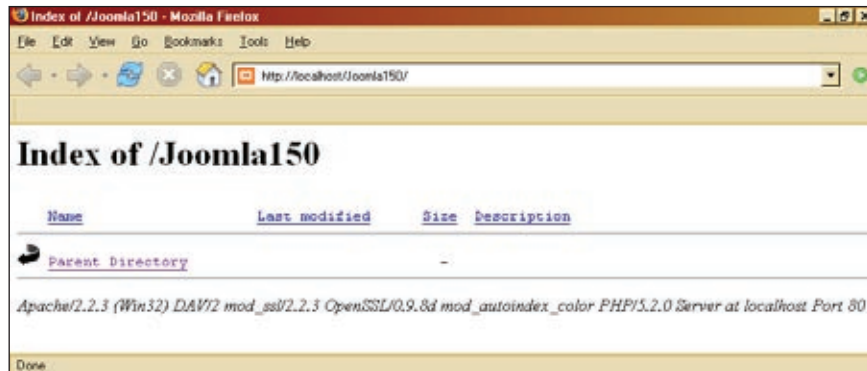 Index of /Joomla150 - Mozilla Firefox
File Edit View Go Bookmarks Tools Help
http://localhost/Joomla150/
Index of /Joomla150
Name Last modified Size Description
Parent Directory -
Apache/2.2.3 (Win32) DAV/2 mod_ssl/2.2.3 OpenSSL/0.9.8d mod_autoindex_color PHP/5.2.0 Server at localhost Port 80
Done